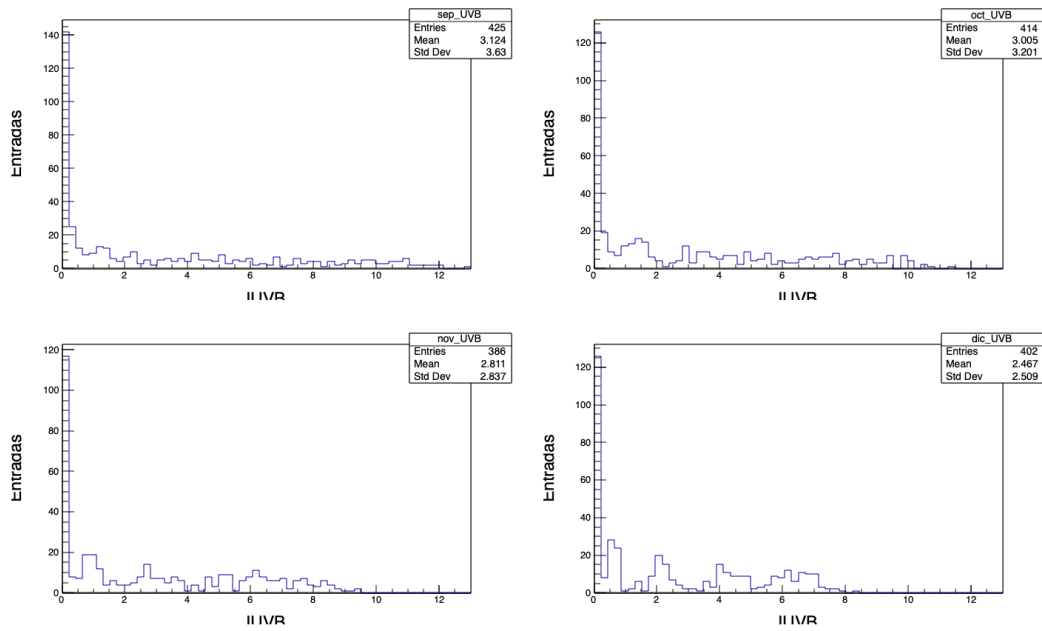 sep_UVB
Entries 425
Mean 3.124
Std Dev 3.63
140
120
100
80
60
40
20
0
Entradas
0 2 4 6 8 10 12
IUVB
oct_UVB
Entries 414
Mean 3.005
Std Dev 3.201
120
100
80
60
40
20
0
Entradas
0 2 4 6 8 10 12
IUVB
nov_UVB
Entries 386
Mean 2.811
Std Dev 2.837
120
100
80
60
40
20
0
Entradas
0 2 4 6 8 10 12
IUVB
dic_UVB
Entries 402
Mean 2.467
Std Dev 2.509
120
100
80
60
40
20
0
Entradas
0 2 4 6 8 10 12
IUVB